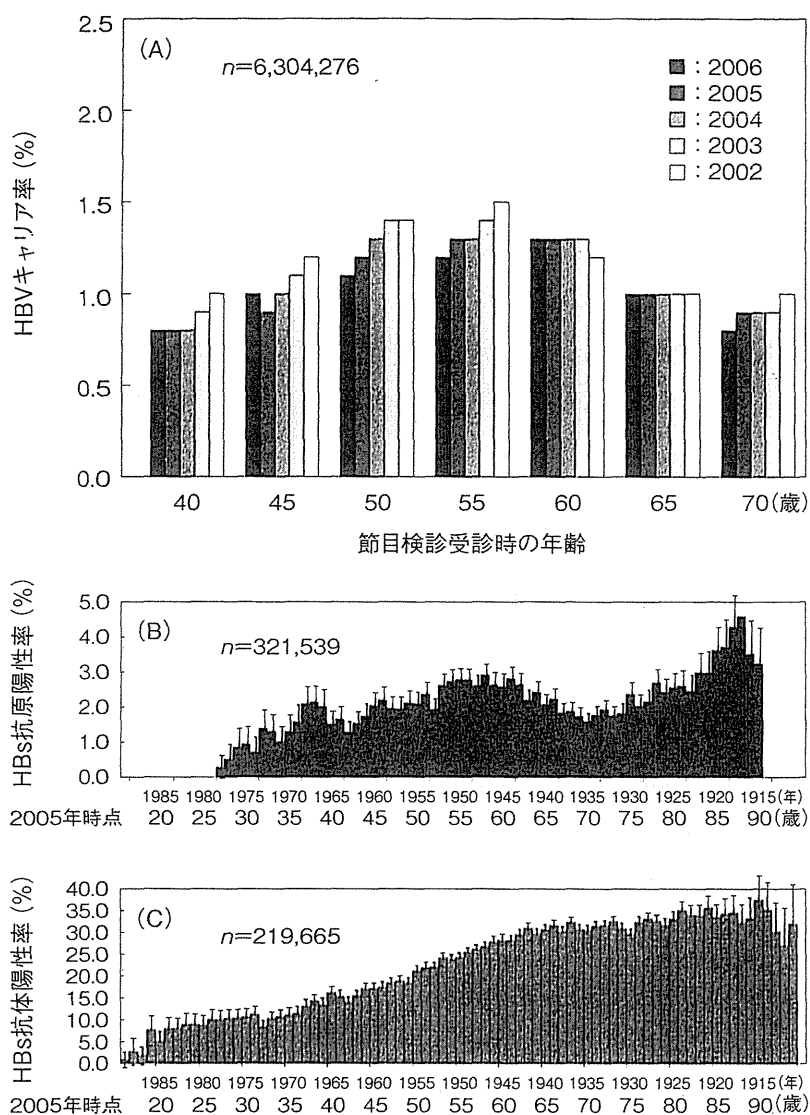 (A)
n=6,304,276
■：2006
■：2005
■：2004
□：2003
□：2002
HBVキャリア率 (%)
2.5
2.0
1.5
1.0
0.5
0.0
40 45 50 55 60 65 70(歳)
節目検診受診時の年齢
(B)
n=321,539
HBs抗原陽性率 (%)
5.0
4.0
3.0
2.0
1.0
0.0
1985 1980 1975 1970 1965 1960 1955 1950 1945 1940 1935 1930 1925 1920 1915(年)
2005年時点 20 25 30 35 40 45 50 55 60 65 70 75 80 85 90(歳)
(C)
n=219,665
HBs抗体陽性率 (%)
40.0
35.0
30.0
25.0
20.0
15.0
10.0
5.0
0.0
1985 1980 1975 1970 1965 1960 1955 1950 1945 1940 1935 1930 1925 1920 1915(年)
2005年時点 20 25 30 35 40 45 50 55 60 65 70 75 80 85 90(歳)